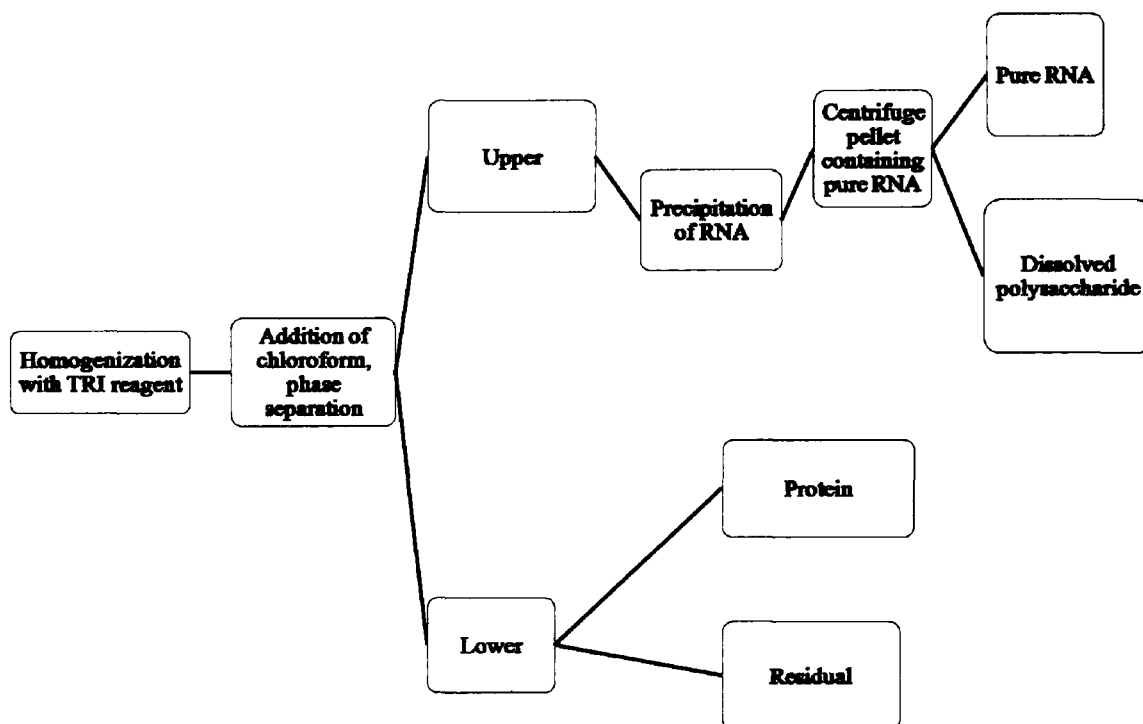 Homogenization
with TRI reagent
Addition of
chloroform,
phase
separation
Upper
Precipitation
of RNA
Centrifuge
pellet
containing
pure RNA
Pure RNA
Dissolved
polysaccharide
Lower
Protein
Residual